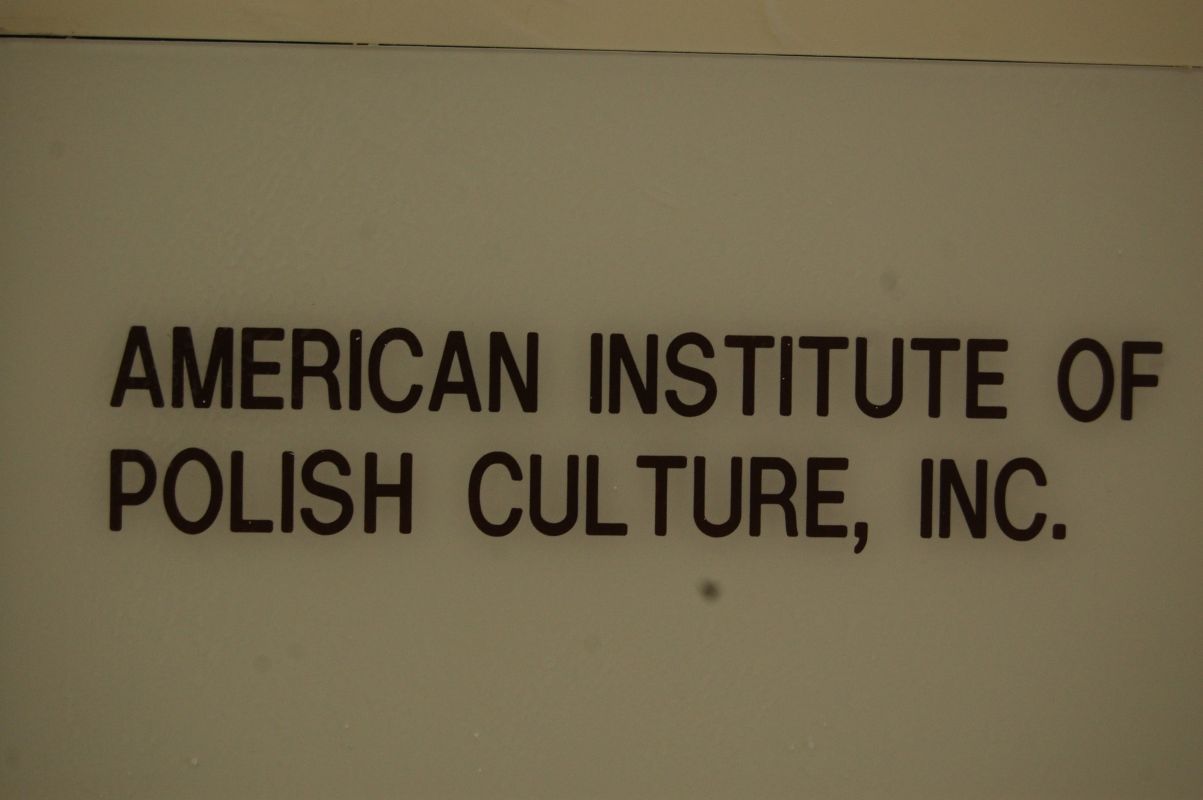 AMERICAN INSTITUTE OF
POLISH CULTURE, INC.